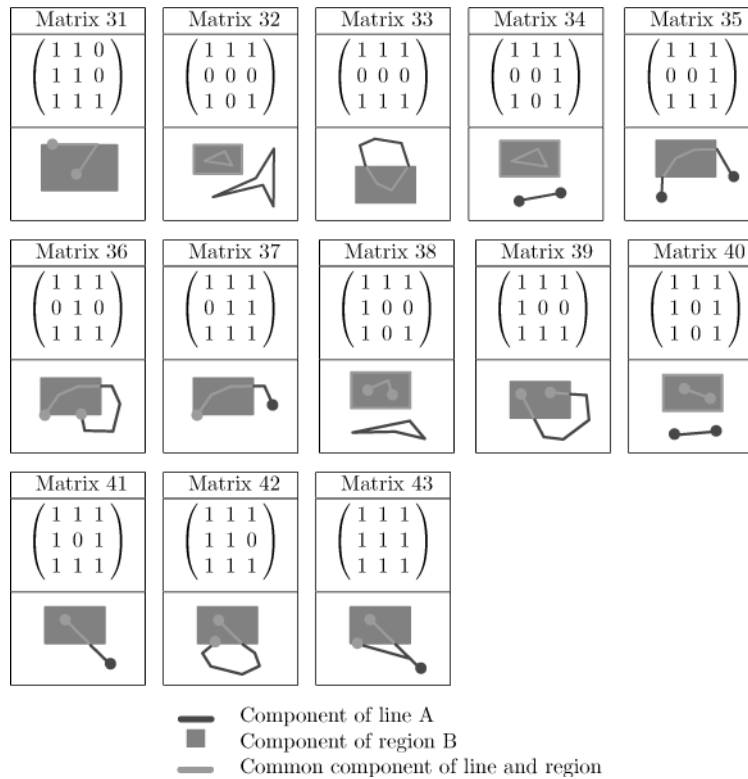 Matrix 31 Matrix 32 Matrix 33 Matrix 34 Matrix 35
1 1 0 1 1 1 1 1 1 1 1 1 1 1 1
1 1 0 0 0 0 0 0 0 0 0 1 0 0 1
1 1 1 1 0 1 1 1 1 1 0 1 1 1 1
Matrix 36 Matrix 37 Matrix 38 Matrix 39 Matrix 40
1 1 1 1 1 1 1 1 1 1 1 1 1 1 1
0 1 0 0 1 1 1 0 0 1 0 0 1 0 1
1 1 1 1 1 1 1 0 1 1 1 1 1 0 1
Matrix 41 Matrix 42 Matrix 43
1 1 1 1 1 1 1 1 1
1 0 1 1 1 0 1 1 1
1 1 1 1 1 1 1 1 1
Component of line A
Component of region B
Common component of line and region